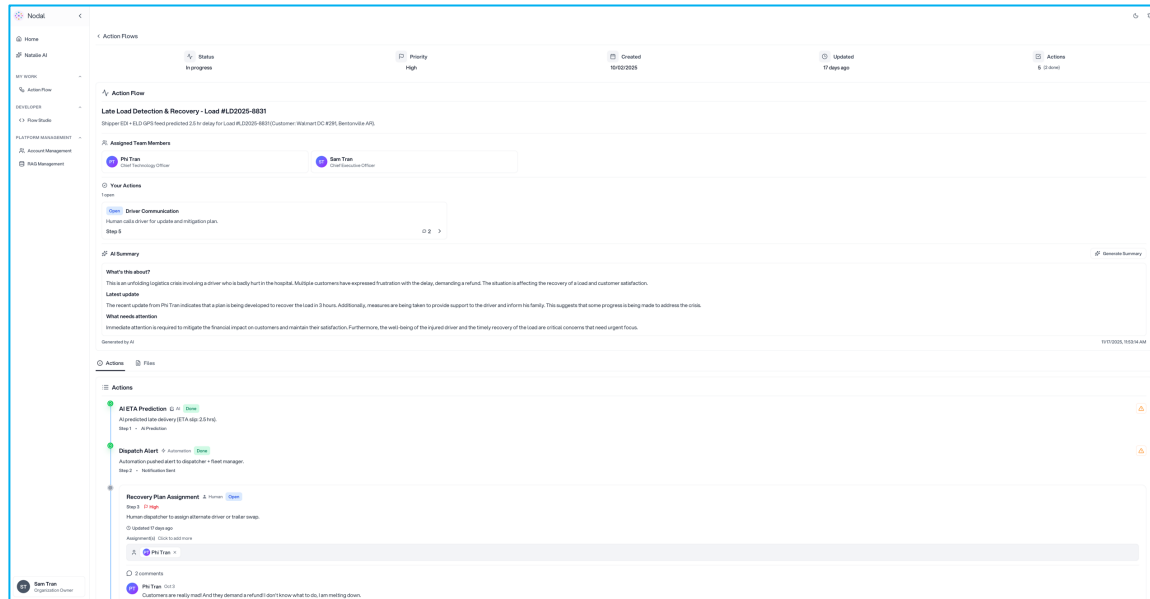 Nodal
Home
Natalie AI
MY WORK
Action Flow
DEVELOPER
Flow Studio
PLATFORM MANAGEMENT
Account Management
RAG Management
ST
Sam Tran
Organization Owner
Action Flows
Status
In progress
Priority
High
Created
10/02/2025
Updated
17 days ago
Actions
5 (2 done)
Action Flow
Late Load Detection & Recovery - Load #LD2025-8831
Shipper EDI + ELD GPS feed predicted 2.5 hr delay for Load #LD2025-8831 (Customer: Walmart DC #291, Bentonville AR).
Assigned Team Members
PT
Phi Tran
Chief Technology Officer
ST
Sam Tran
Chief Executive Officer
Your Actions
1 open
Open Driver Communication
Human calls driver for update and mitigation plan.
Step 5
2
AI Summary
Generate Summary
What's this about?
This is an unfolding logistics crisis involving a driver who is badly hurt in the hospital. Multiple customers have expressed frustration with the delay, demanding a refund. The situation is affecting the recovery of a load and customer satisfaction.
Latest update
The recent update from Phi Tran indicates that a plan is being developed to recover the load in 3 hours. Additionally, measures are being taken to provide support to the driver and inform his family. This suggests that some progress is being made to address the crisis.
What needs attention
Immediate attention is required to mitigate the financial impact on customers and maintain their satisfaction. Furthermore, the well-being of the injured driver and the timely recovery of the load are critical concerns that need urgent focus.
Generated by AI
11/17/2025, 11:53:14 AM
Actions Files
Actions
AI ETA Prediction AI Done
AI predicted late delivery (ETA slip: 2.5 hrs).
Step 1 • AI Prediction
Dispatch Alert Automation Done
Automation pushed alert to dispatcher + fleet manager.
Step 2 • Notification Sent
Recovery Plan Assignment Human Open
Step 3 High
Human dispatcher to assign alternate driver or trailer swap.
Updated 17 days ago
Assignment(s) Click to add more
PT Phi Tran ×
2 comments
PT
Phi Tran Oct 3
Customers are really mad! And they demand a refund! I don't know what to do, I am melting down.